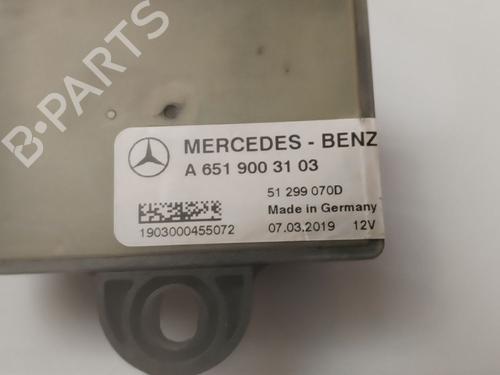 B-PARTS
MERCEDES - BENZ
A 651 900 31 03
51 299 070D
Made in Germany
1903000455072
07.03.2019 12V